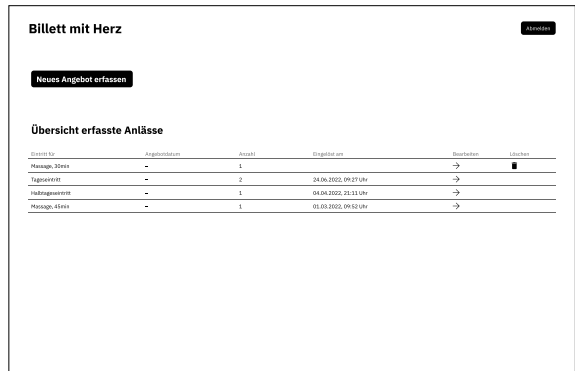 Billett mit Herz
Abmelden
Neues Angebot erfassen
Übersicht erfasste Anlässe
Eintritt für Angebotdatum Anzahl Eingelöst am Bearbeiten Löschen
Massage, 30min – 1
Tageseintritt – 2 24.06.2022, 09:27 Uhr
Halbtageseintritt – 1 04.04.2022, 21:11 Uhr
Massage, 45min – 1 01.03.2022, 09:52 Uhr